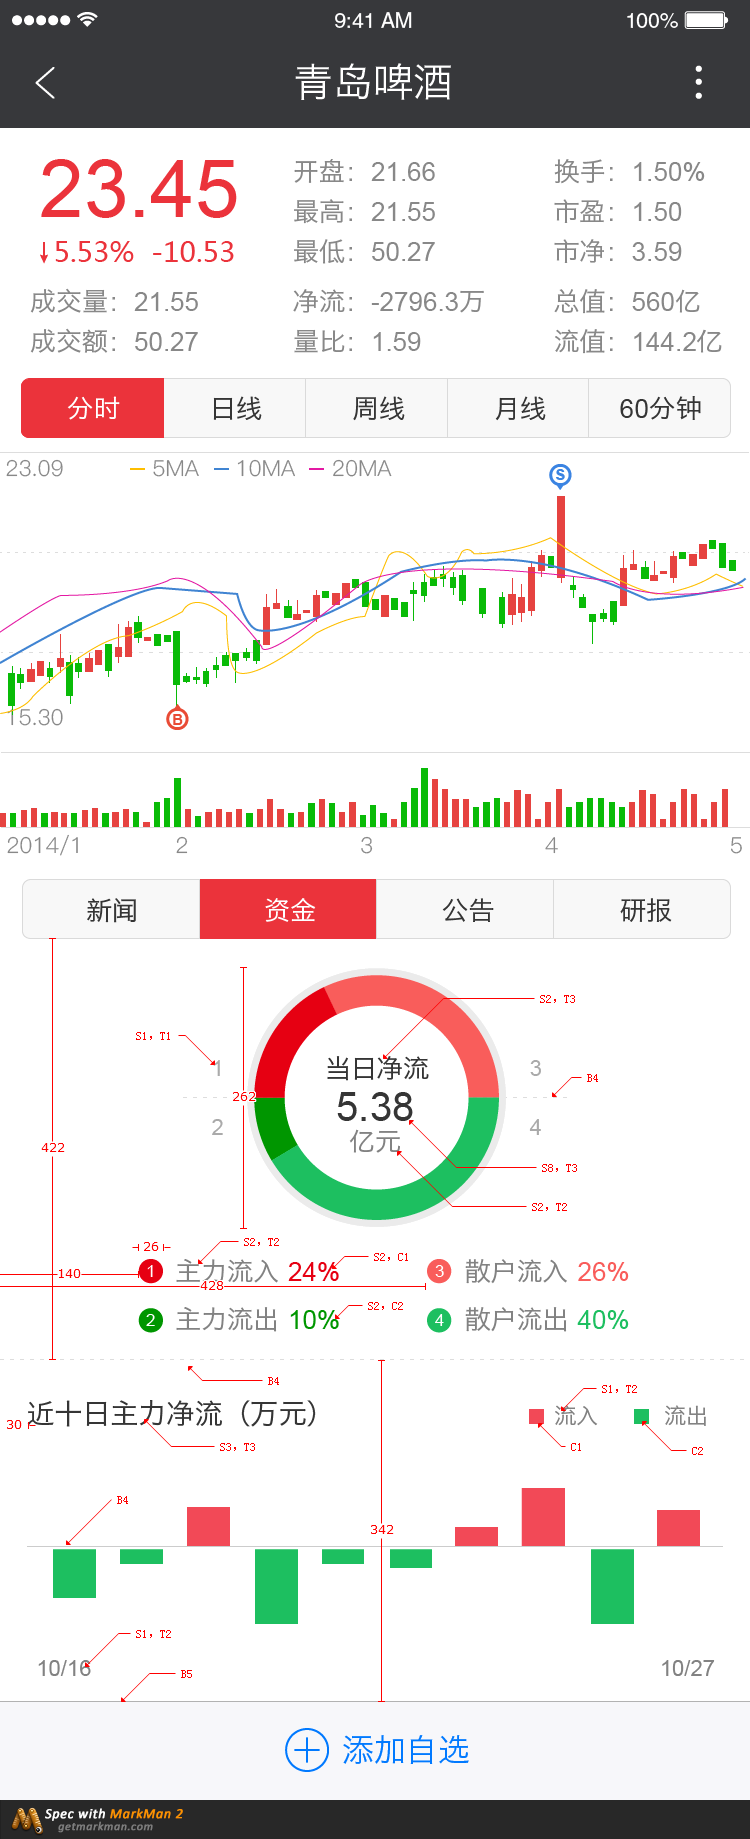 9:41 AM 100%
青岛啤酒
23.45 开盘：21.66 换手：1.50%
最高：21.55 市盈：1.50
↓5.53% -10.53 最低：50.27 市净：3.59
成交量：21.55 净流：-2796.3万 总值：560亿
成交额：50.27 量比：1.59 流值：144.2亿
分时 日线 周线 月线 60分钟
23.09 5MA 10MA 20MA
S
15.30
B
2014/1 2 3 4 5
新闻 资金 公告 研报
S2, T3
S1, T1
当日净流
1 3
B4
262
5.38
2 4
亿元
422
S8, T3
S2, T2
26 S2, T2 S2, C1
140
1 主力流入 24% 3 散户流入 26%
428
S2, C2
2 主力流出 10% 4 散户流出 40%
B4
S1, T2
30 近十日主力净流（万元） 流入 流出
S3, T3 C1 C2
B4
342
S1, T2
10/16 10/27
B5
添加自选
Spec with MarkMan 2
getmarkman.com